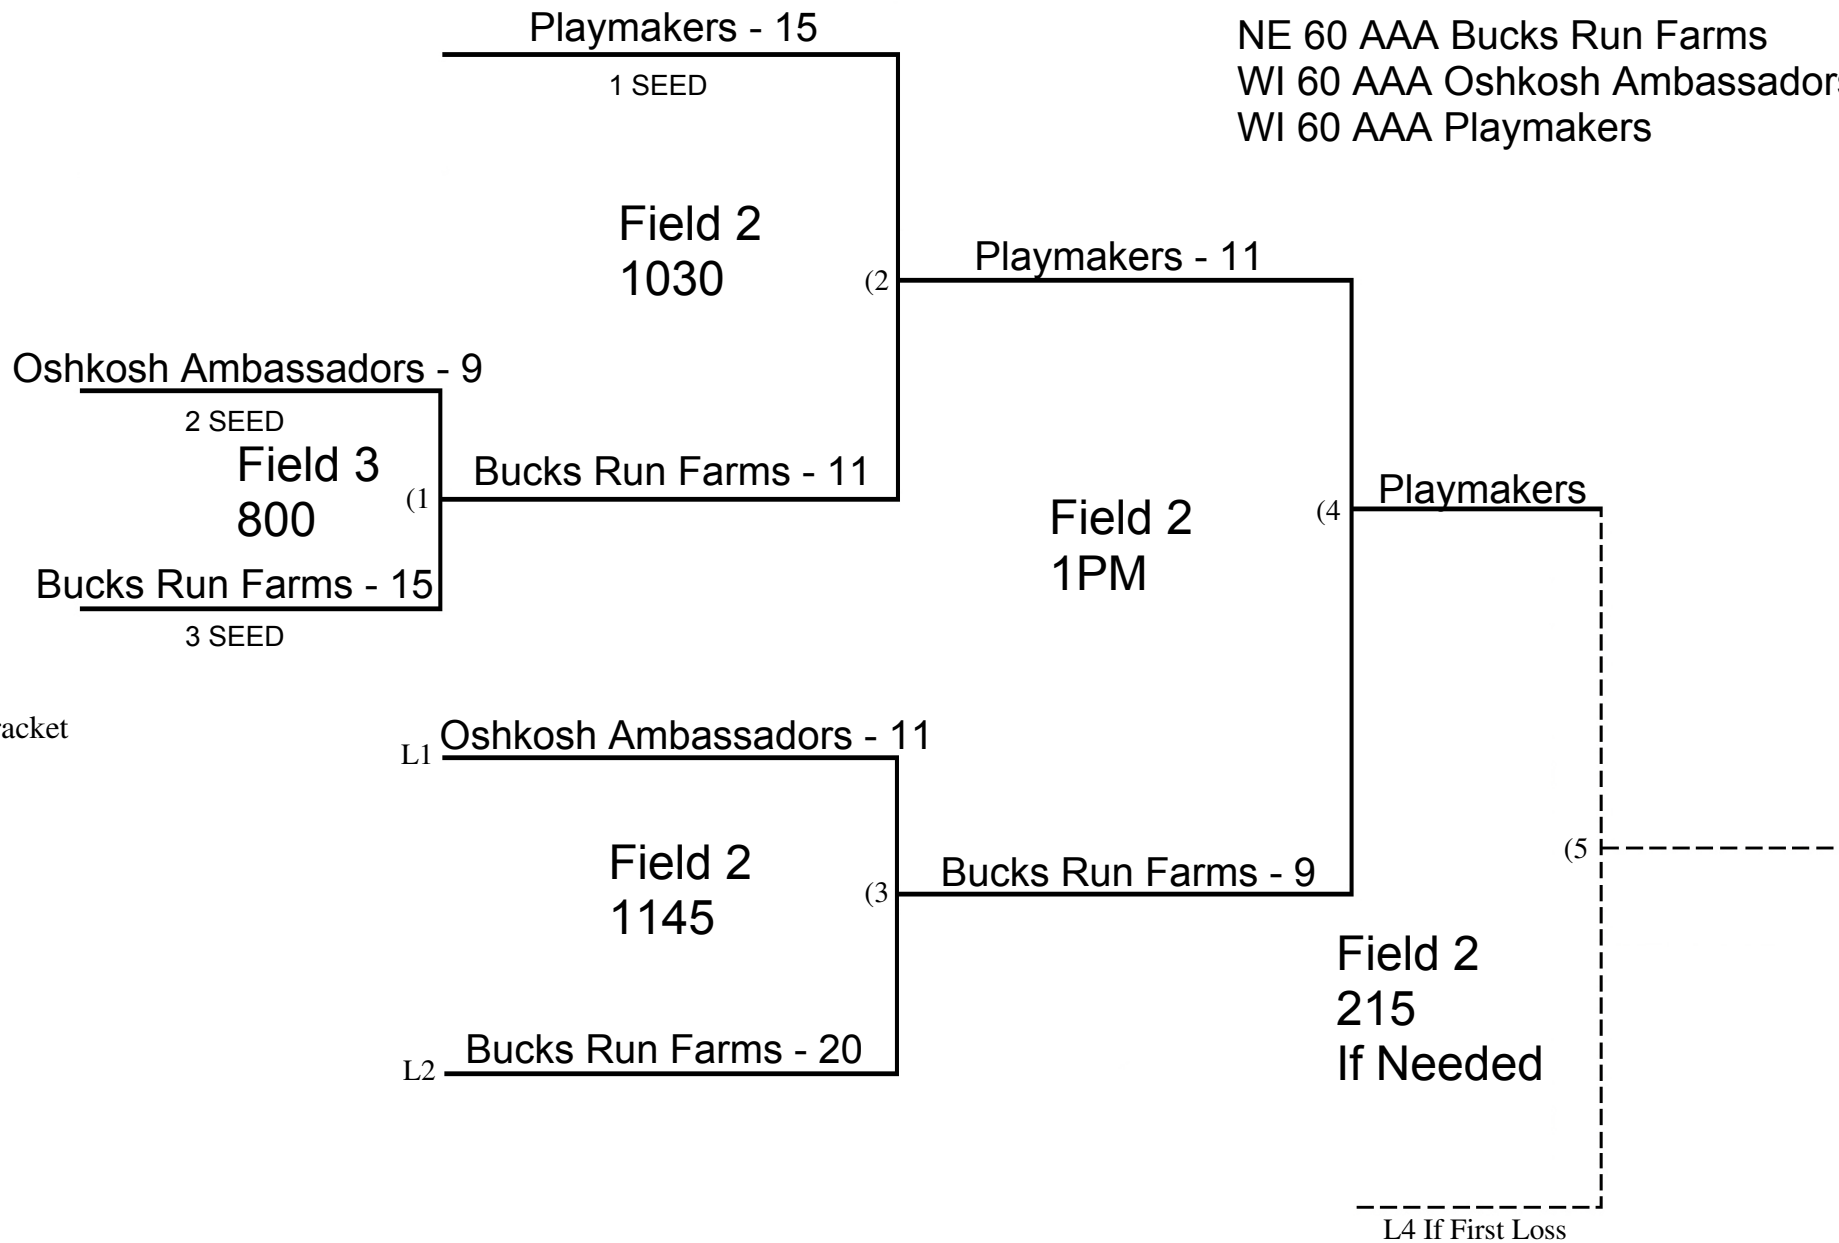 Playmakers - 15
1 SEED
NE 60 AAA Bucks Run Farms
WI 60 AAA Oshkosh Ambassadors
WI 60 AAA Playmakers
Field 2
1030
(2
Playmakers - 11
Oshkosh Ambassadors - 9
2 SEED
Field 3
800
(1
Bucks Run Farms - 11
Bucks Run Farms - 15
3 SEED
Field 2
1PM
(4
Playmakers
racket
L1
Oshkosh Ambassadors - 11
Field 2
1145
(3
Bucks Run Farms - 9
L2
Bucks Run Farms - 20
(5
Field 2
215
If Needed
L4 If First Loss